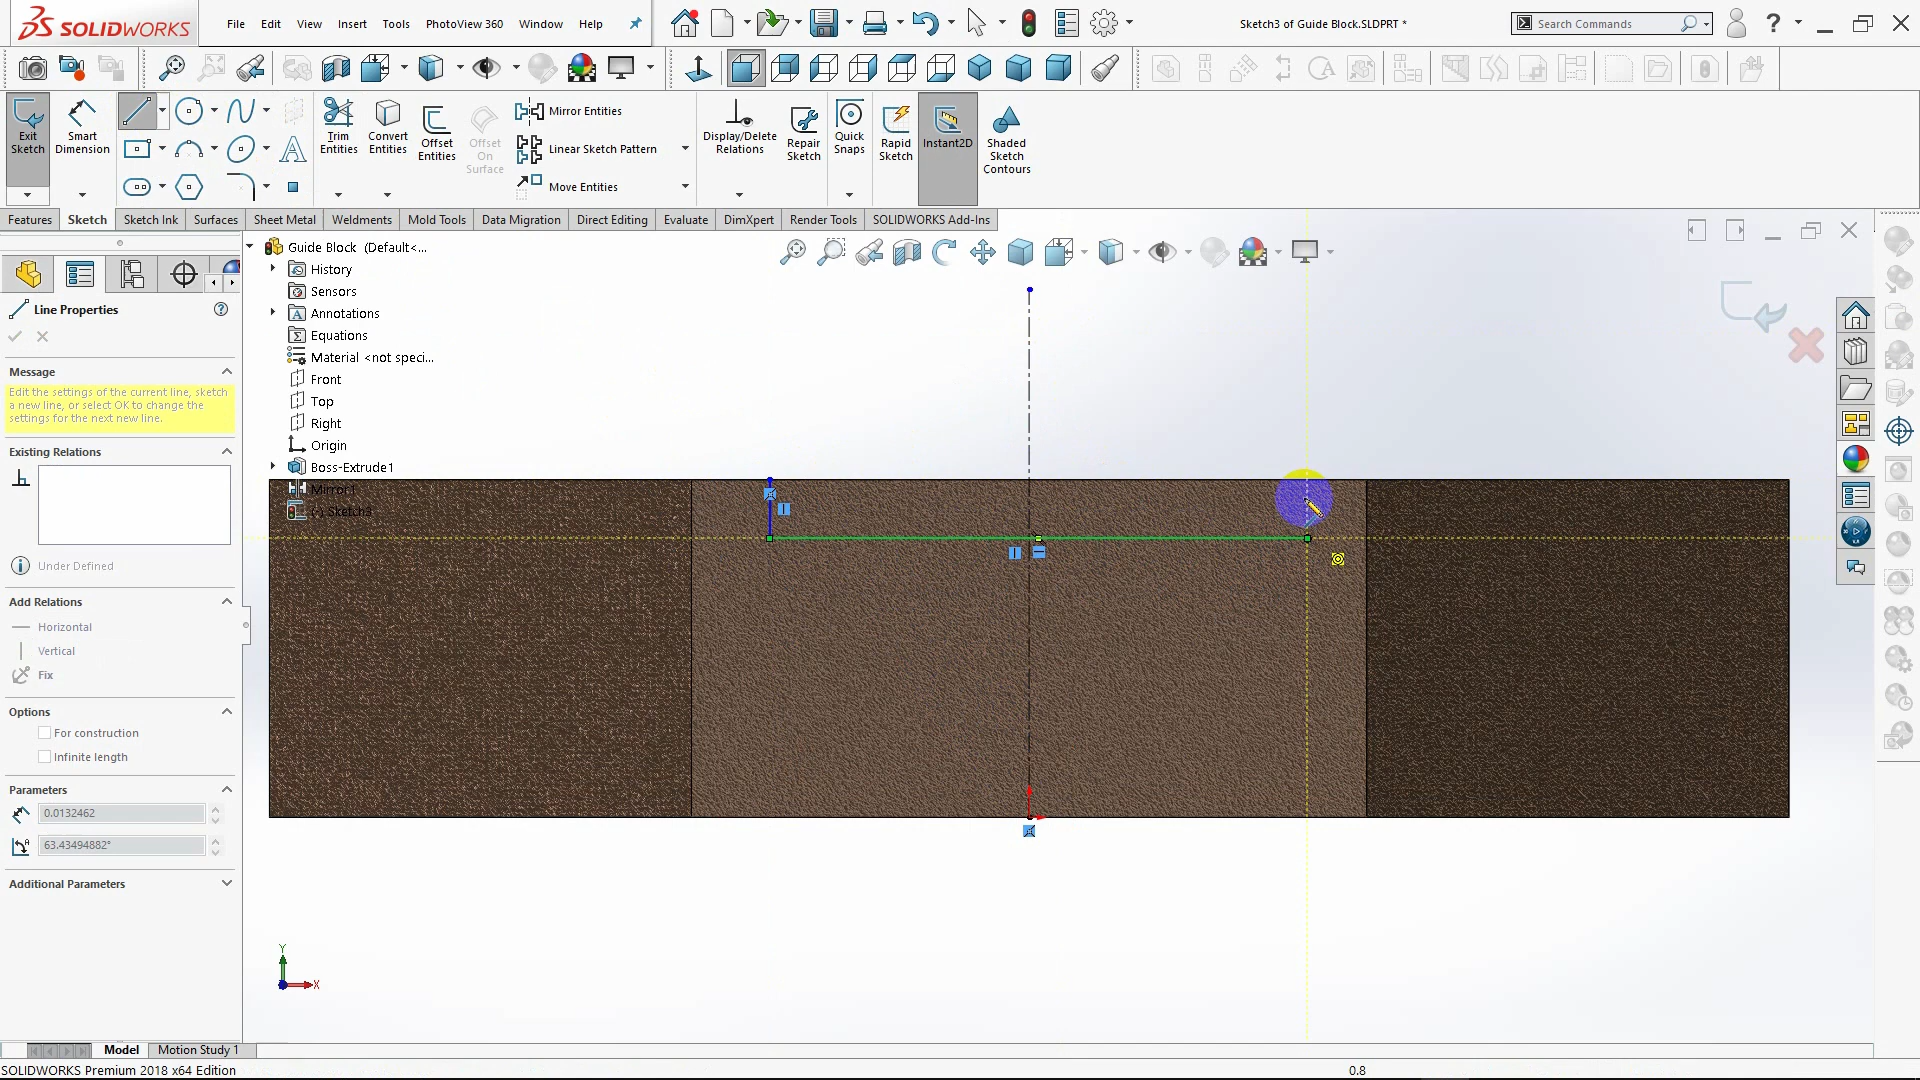 SOLIDWORKS
File Edit View Insert Tools PhotoView 360 Window Help
Sketch3 of Guide Block.SLDPRT *
Search Commands
Exit Sketch
Smart Dimension
Trim Entities
Convert Entities
Offset Entities
Offset On Surface
Mirror Entities
Linear Sketch Pattern
Move Entities
Display/Delete Relations
Repair Sketch
Quick Snaps
Rapid Sketch
Instant2D
Shaded Sketch Contours
Features Sketch Sketch Ink Surfaces Sheet Metal Weldments Mold Tools Data Migration Direct Editing Evaluate DimXpert Render Tools SOLIDWORKS Add-Ins
Guide Block (Default<...
History
Sensors
Annotations
Equations
Material <not speci...
Front
Top
Right
Origin
Boss-Extrude1
Mirror1
(-) Sketch3
Line Properties
Message
Edit the settings of the current line, sketch
a new line, or select OK to change the
settings for the next new line.
Existing Relations
Under Defined
Add Relations
Horizontal
Vertical
Fix
Options
For construction
Infinite length
Parameters
0.0132462
63.43494882°
Additional Parameters
Y
X
Model Motion Study 1
SOLIDWORKS Premium 2018 x64 Edition
0.8